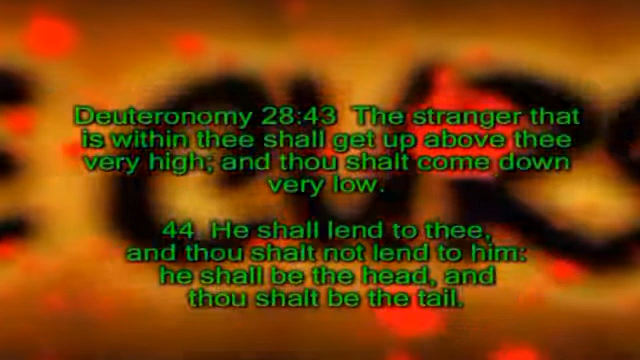 Deuteronomy 28:43 The stranger that
is within thee shall get up above thee
very high; and thou shalt come down
very low.
44 He shall lend to thee,
and thou shalt not lend to him:
he shall be the head, and
thou shalt be the tail.